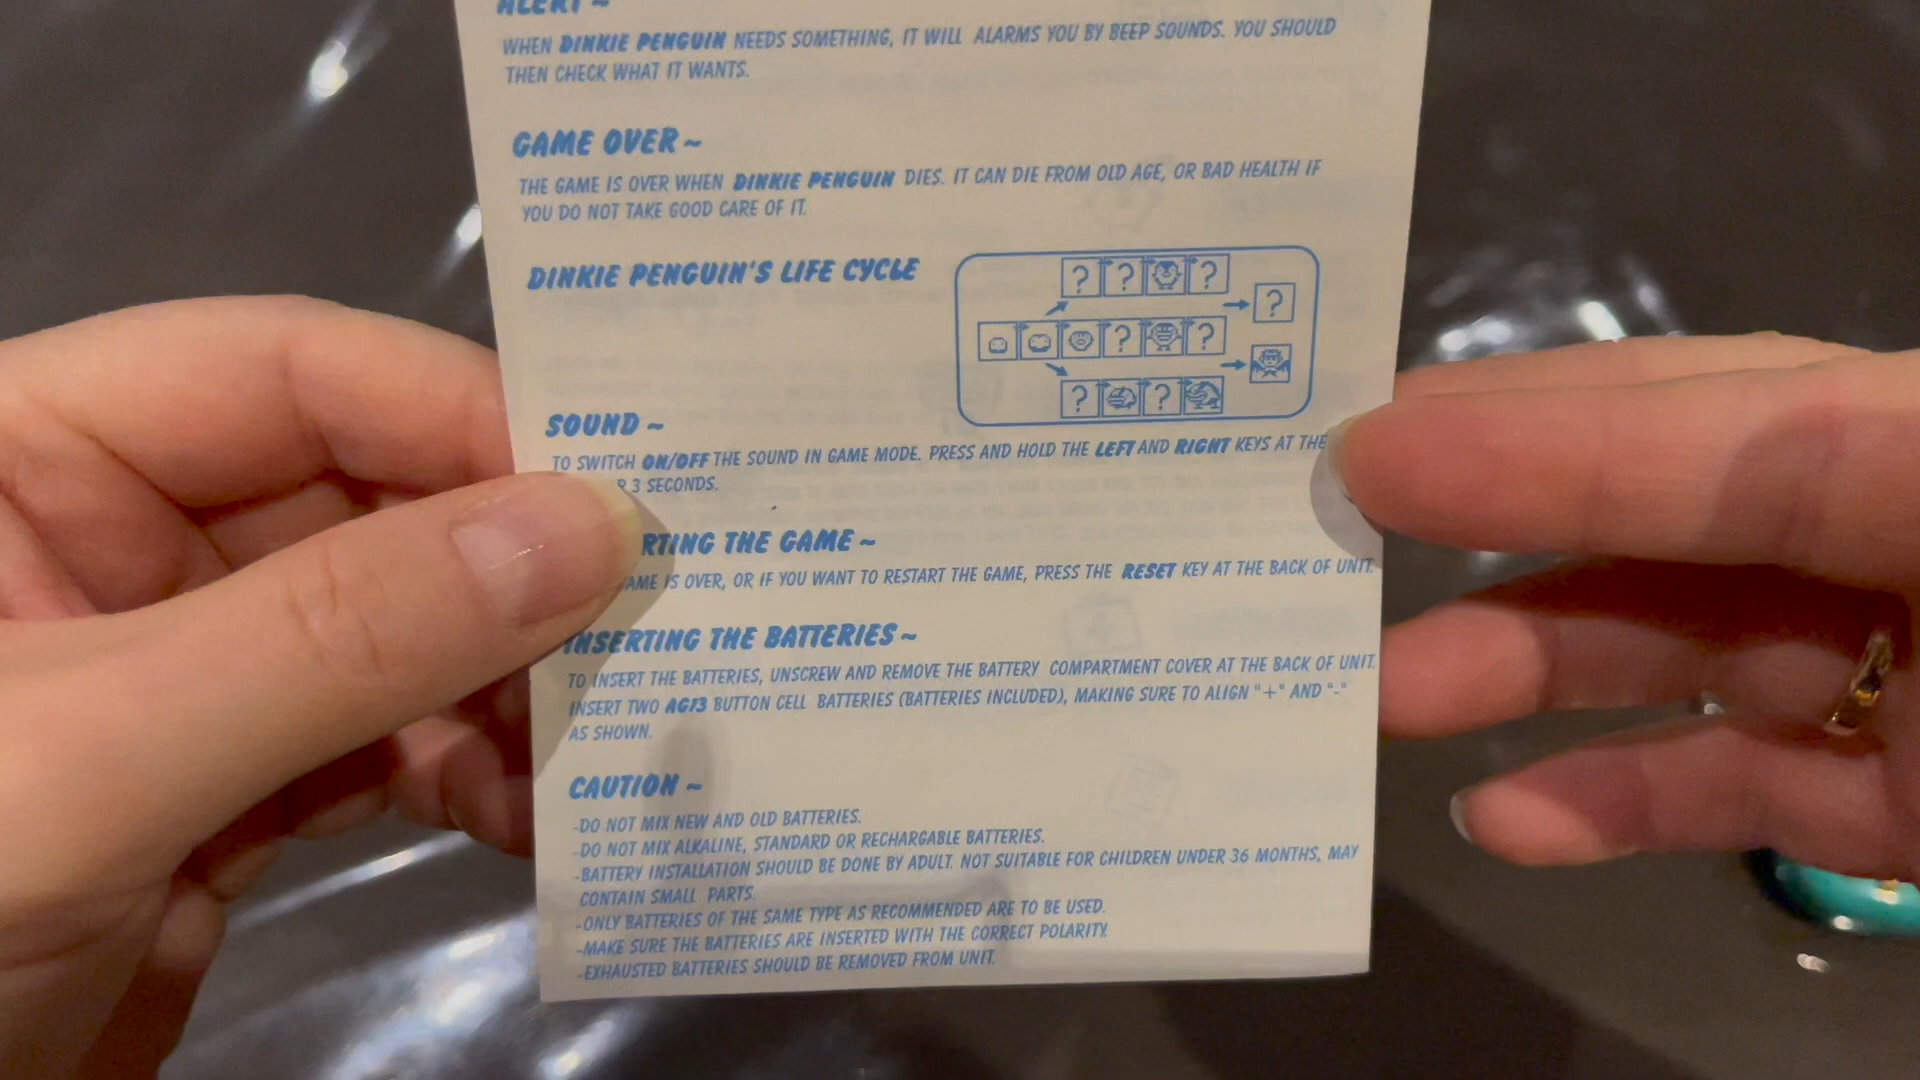 ALERT ~
WHEN DINKIE PENGUIN NEEDS SOMETHING, IT WILL ALARMS YOU BY BEEP SOUNDS. YOU SHOULD
THEN CHECK WHAT IT WANTS.
GAME OVER ~
THE GAME IS OVER WHEN DINKIE PENGUIN DIES. IT CAN DIE FROM OLD AGE, OR BAD HEALTH IF
YOU DO NOT TAKE GOOD CARE OF IT.
DINKIE PENGUIN'S LIFE CYCLE
? ? ?
?
? ?
? ?
SOUND ~
TO SWITCH ON/OFF THE SOUND IN GAME MODE. PRESS AND HOLD THE LEFT AND RIGHT KEYS AT THE
3 SECONDS.
RTING THE GAME ~
AME IS OVER, OR IF YOU WANT TO RESTART THE GAME, PRESS THE RESET KEY AT THE BACK OF UNIT.
INSERTING THE BATTERIES ~
TO INSERT THE BATTERIES, UNSCREW AND REMOVE THE BATTERY COMPARTMENT COVER AT THE BACK OF UNIT.
INSERT TWO AG13 BUTTON CELL BATTERIES (BATTERIES INCLUDED), MAKING SURE TO ALIGN "+" AND "-"
AS SHOWN.
CAUTION ~
-DO NOT MIX NEW AND OLD BATTERIES.
-DO NOT MIX ALKALINE, STANDARD OR RECHARGABLE BATTERIES.
-BATTERY INSTALLATION SHOULD BE DONE BY ADULT. NOT SUITABLE FOR CHILDREN UNDER 36 MONTHS, MAY
CONTAIN SMALL PARTS.
-ONLY BATTERIES OF THE SAME TYPE AS RECOMMENDED ARE TO BE USED.
-MAKE SURE THE BATTERIES ARE INSERTED WITH THE CORRECT POLARITY.
-EXHAUSTED BATTERIES SHOULD BE REMOVED FROM UNIT.